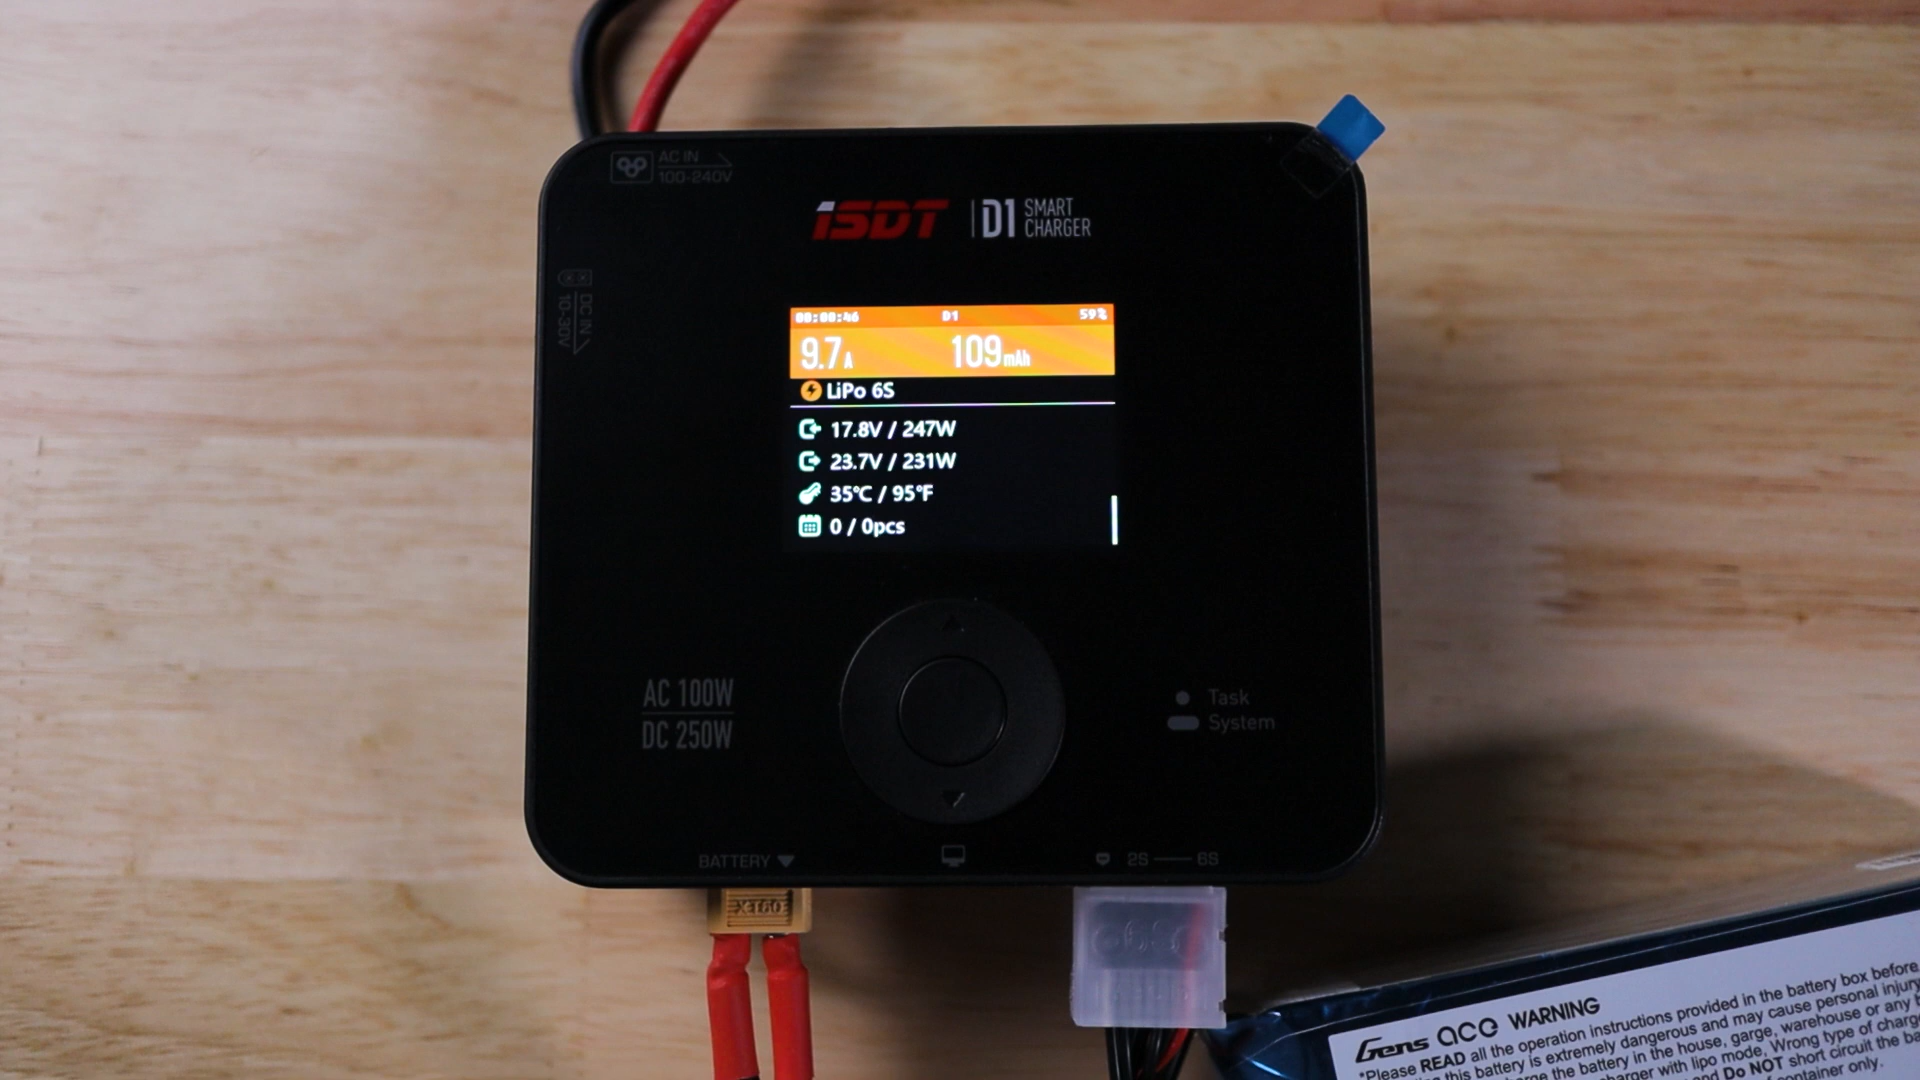 AC IN
100-240V
iSDT D1 SMART
CHARGER
DC IN
10-30V
00:00:46 D1 59%
9.7A 109mAh
LiPo 6S
17.8V / 247W
23.7V / 231W
35°C / 95°F
0 / 0pcs
AC 100W
DC 250W
Task
System
BATTERY
2S 6S
XT60
Gens ace WARNING
*Please READ all the operation instructions provided in the battery box before
this battery is extremely dangerous and may cause personal injury
the battery in the house, garge, warehouse or any
charger with lipo mode, Wrong type of charge
and Do NOT short circuit the
container only.